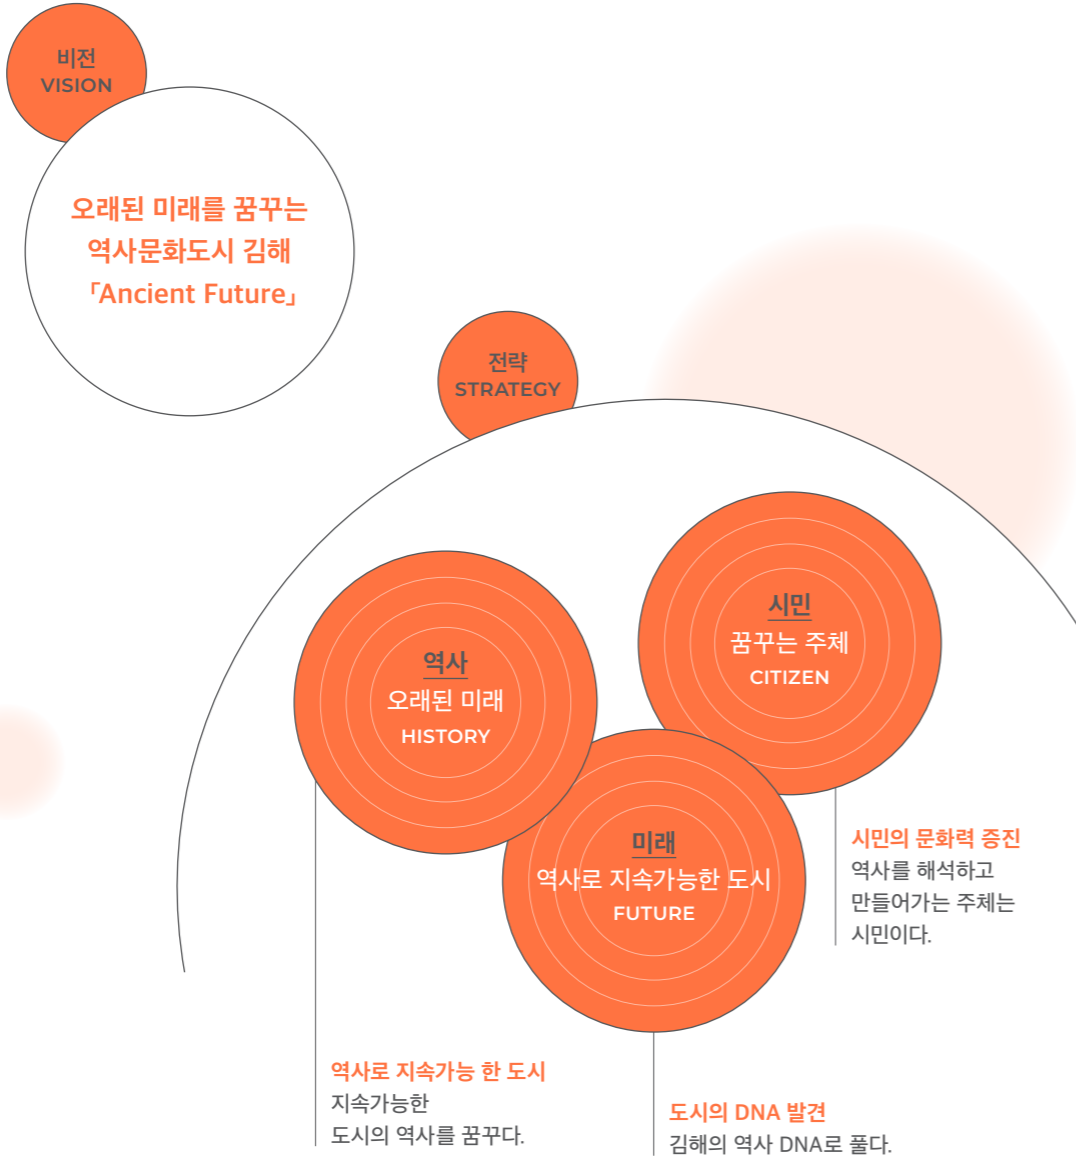 비전
VISION
오래된 미래를 꿈꾸는
역사문화도시 김해
「Ancient Future」
전략
STRATEGY
역사
오래된 미래
HISTORY
시민
꿈꾸는 주체
CITIZEN
미래
역사로 지속가능한 도시
FUTURE
시민의 문화력 증진
역사를 해석하고
만들어가는 주체는
시민이다.
역사로 지속가능 한 도시
지속가능한
도시의 역사를 꿈꾸다.
도시의 DNA 발견
김해의 역사 DNA로 풀다.